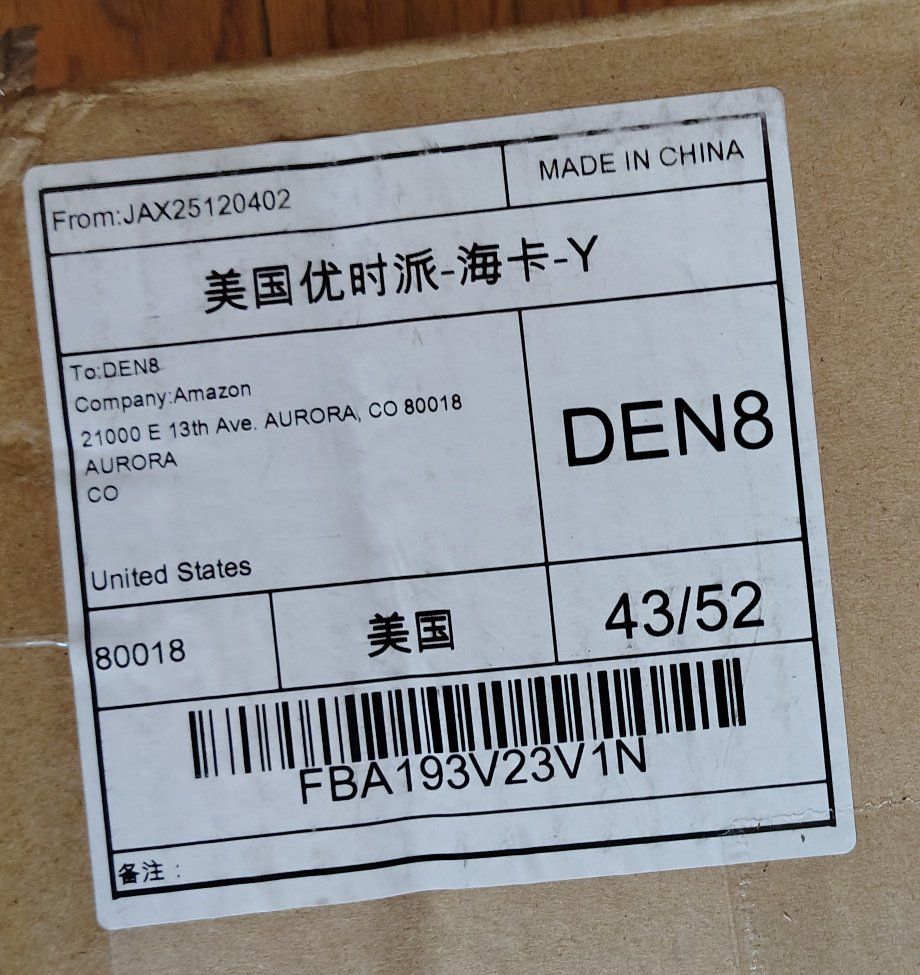 From:JAX25120402
MADE IN CHINA
美国优时派-海卡-Y
To:DEN8
Company:Amazon
21000 E 13th Ave. AURORA, CO 80018
AURORA
CO
United States
DEN8
80018
美国
43/52
FBA193V23V1N
备注：